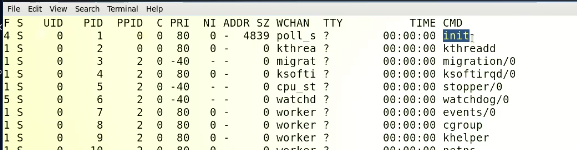 File Edit View Search Terminal Help
F S UID PID PPID C PRI NI ADDR SZ WCHAN TTY TIME CMD
4 S 0 1 0 0 80 0 - 4839 poll_s ? 00:00:00 init
1 S 0 2 0 0 80 0 - 0 kthrea ? 00:00:00 kthreadd
1 S 0 3 2 0 -40 - - 0 migrat ? 00:00:00 migration/0
1 S 0 4 2 0 80 0 - 0 ksofti ? 00:00:00 ksoftirqd/0
1 S 0 5 2 0 -40 - - 0 cpu_st ? 00:00:00 stopper/0
5 S 0 6 2 0 -40 - - 0 watchd ? 00:00:00 watchdog/0
1 S 0 7 2 0 80 0 - 0 worker ? 00:00:00 events/0
1 S 0 8 2 0 80 0 - 0 worker ? 00:00:00 cgroup
1 S 0 9 2 0 80 0 - 0 worker ? 00:00:00 khelper